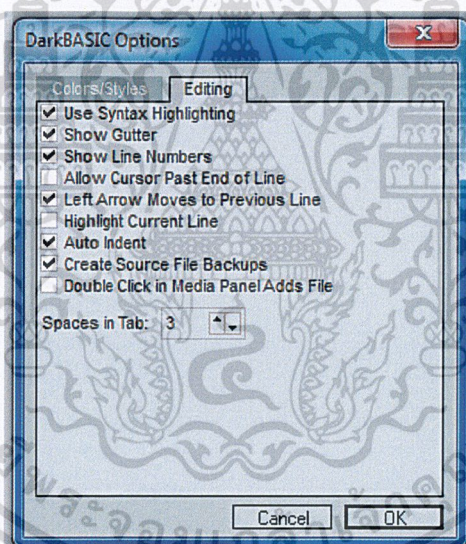 DarkBASIC Options
Colors/Styles Editing
Use Syntax Highlighting
Show Gutter
Show Line Numbers
Allow Cursor Past End of Line
Left Arrow Moves to Previous Line
Highlight Current Line
Auto Indent
Create Source File Backups
Double Click in Media Panel Adds File
Spaces in Tab: 3
Cancel OK